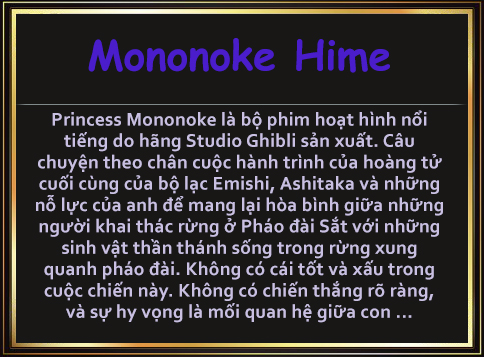 Mononoke Hime
Princess Mononoke là bộ phim hoạt hình nổi
tiếng do hãng Studio Ghibli sản xuất. Câu
chuyện theo chân cuộc hành trình của hoàng tử
cuối cùng của bộ lạc Emishi, Ashitaka và những
nỗ lực của anh để mang lại hòa bình giữa những
người khai thác rừng ở Pháo đài Sắt với những
sinh vật thần thánh sống trong rừng xung
quanh pháo đài. Không có cái tốt và xấu trong
cuộc chiến này. Không có chiến thắng rõ ràng,
và sự hy vọng là mối quan hệ giữa con ...